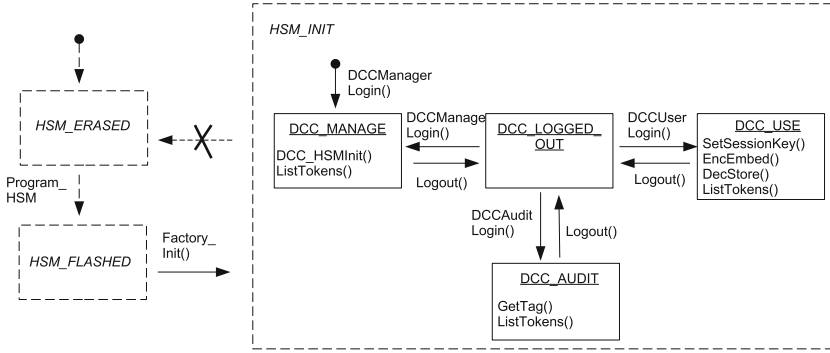 HSM_INIT
DCCManager
Login()
HSM_ERASED
DCC_MANAGE
DCC_HSMInit()
ListTokens()
DCCManage
Login()
Logout()
DCC_LOGGED_
OUT
DCCUser
Login()
Logout()
DCC_USE
SetSessionKey()
EncEmbed()
DecStore()
ListTokens()
Program_
HSM
HSM_FLASHED
Factory_
Init()
DCCAudit
Login()
Logout()
DCC_AUDIT
GetTag()
ListTokens()